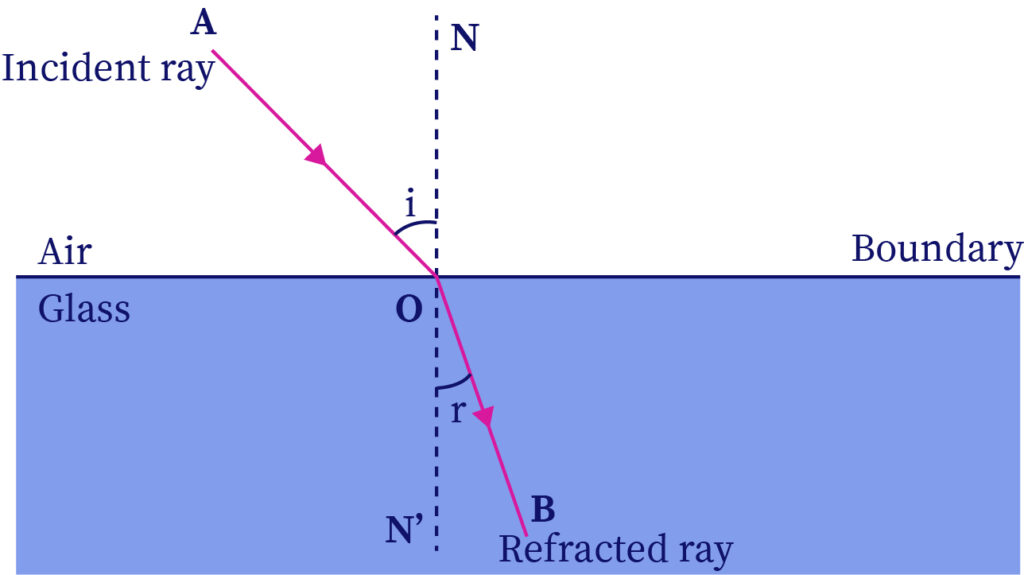 A
N
Incident ray
i
Air
Boundary
Glass
O
r
B
N’
Refracted ray